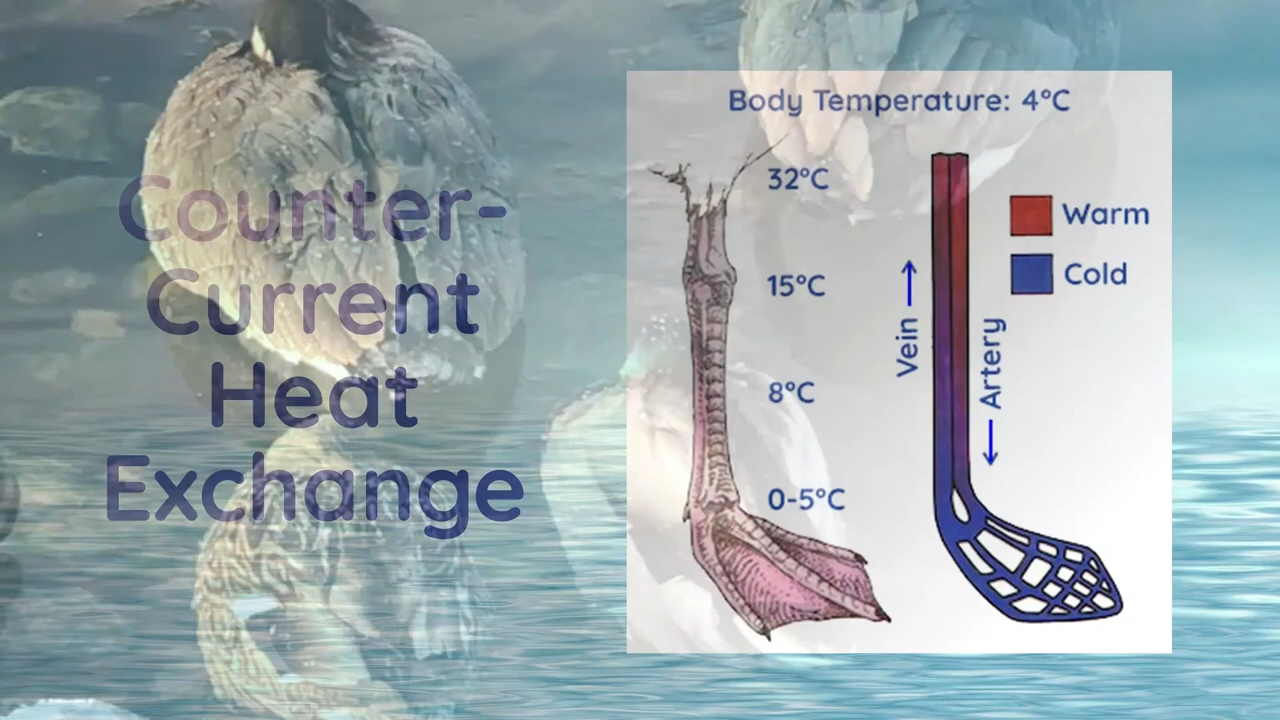 Counter-
Current
Heat
Exchange
Body Temperature: 4°C
32°C
15°C
8°C
0-5°C
Vein
Artery
Warm
Cold